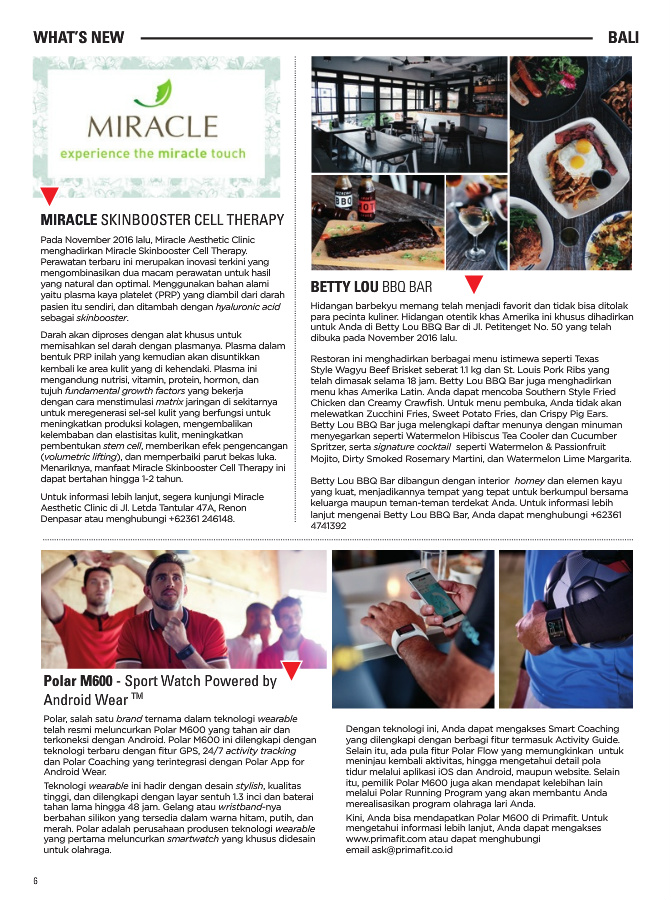 WHAT'S NEW
BALI
MIRACLE
experience the miracle touch
MIRACLE SKINBOOSTER CELL THERAPY
Pada November 2016 lalu, Miracle Aesthetic Clinic
menghadirkan Miracle Skinbooster Cell Therapy.
Perawatan terbaru ini merupakan inovasi terkini yang
mengombinasikan dua macam perawatan untuk hasil
yang natural dan optimal. Menggunakan bahan alami
yaitu plasma kaya platelet (PRP) yang diambil dari darah
pasien itu sendiri, dan ditambah dengan hyaluronic acid
sebagai skinbooster.
Darah akan diproses dengan alat khusus untuk
memisahkan sel darah dengan plasmanya. Plasma dalam
bentuk PRP inilah yang kemudian akan disuntikkan
kembali ke area kulit yang di kehendaki. Plasma ini
mengandung nutrisi, vitamin, protein, hormon, dan
tujuh fundamental growth factors yang bekerja
dengan cara menstimulasi matrix jaringan di sekitarnya
untuk meregenerasi sel-sel kulit yang berfungsi untuk
meningkatkan produksi kolagen, mengembalikan
kelembaban dan elastisitas kulit, meningkatkan
pembentukan stem cell, memberikan efek pengencangan
(volumetric lifting), dan memperbaiki parut bekas luka.
Menariknya, manfaat Miracle Skinbooster Cell Therapy ini
dapat bertahan hingga 1-2 tahun.
Untuk informasi lebih lanjut, segera kunjungi Miracle
Aesthetic Clinic di Jl. Letda Tantular 47A, Renon
Denpasar atau menghubungi +62361 246148.
BBQ
BETTY LOU BBQ BAR
Hidangan barbekyu memang telah menjadi favorit dan tidak bisa ditolak
para pecinta kuliner. Hidangan otentik khas Amerika ini khusus dihadirkan
untuk Anda di Betty Lou BBQ Bar di Jl. Petitenget No. 50 yang telah
dibuka pada November 2016 lalu.
Restoran ini menghadirkan berbagai menu istimewa seperti Texas
Style Wagyu Beef Brisket seberat 1.1 kg dan St. Louis Pork Ribs yang
telah dimasak selama 18 jam. Betty Lou BBQ Bar juga menghadirkan
menu khas Amerika Latin. Anda dapat mencoba Southern Style Fried
Chicken dan Creamy Crawfish. Untuk menu pembuka, Anda tidak akan
melewatkan Zucchini Fries, Sweet Potato Fries, dan Crispy Pig Ears.
Betty Lou BBQ Bar juga melengkapi daftar menunya dengan minuman
menyegarkan seperti Watermelon Hibiscus Tea Cooler dan Cucumber
Spritzer, serta signature cocktail seperti Watermelon & Passionfruit
Mojito, Dirty Smoked Rosemary Martini, dan Watermelon Lime Margarita.
Betty Lou BBQ Bar dibangun dengan interior homey dan elemen kayu
yang kuat, menjadikannya tempat yang tepat untuk berkumpul bersama
keluarga maupun teman-teman terdekat Anda. Untuk informasi lebih
lanjut mengenai Betty Lou BBQ Bar, Anda dapat menghubungi +62361
4741392
Polar M600 - Sport Watch Powered by
Android Wear TM
Polar, salah satu brand ternama dalam teknologi wearable
telah resmi meluncurkan Polar M600 yang tahan air dan
terkoneksi dengan Android. Polar M600 ini dilengkapi dengan
teknologi terbaru dengan fitur GPS, 24/7 activity tracking
dan Polar Coaching yang terintegrasi dengan Polar App for
Android Wear.
Teknologi wearable ini hadir dengan desain stylish, kualitas
tinggi, dan dilengkapi dengan layar sentuh 1.3 inci dan baterai
tahan lama hingga 48 jam. Gelang atau wristband-nya
berbahan silikon yang tersedia dalam warna hitam, putih, dan
merah. Polar adalah perusahaan produsen teknologi wearable
yang pertama meluncurkan smartwatch yang khusus didesain
untuk olahraga.
Dengan teknologi ini, Anda dapat mengakses Smart Coaching
yang dilengkapi dengan berbagi fitur termasuk Activity Guide.
Selain itu, ada pula fitur Polar Flow yang memungkinkan untuk
meninjau kembali aktivitas, hingga mengetahui detail pola
tidur melalui aplikasi iOS dan Android, maupun website. Selain
itu, pemilik Polar M600 juga akan mendapat kelebihan lain
melalui Polar Running Program yang akan membantu Anda
merealisasikan program olahraga lari Anda.
Kini, Anda bisa mendapatkan Polar M600 di Primafit. Untuk
mengetahui informasi lebih lanjut, Anda dapat mengakses
www.primafit.com atau dapat menghubungi
email ask@primafit.co.id
6